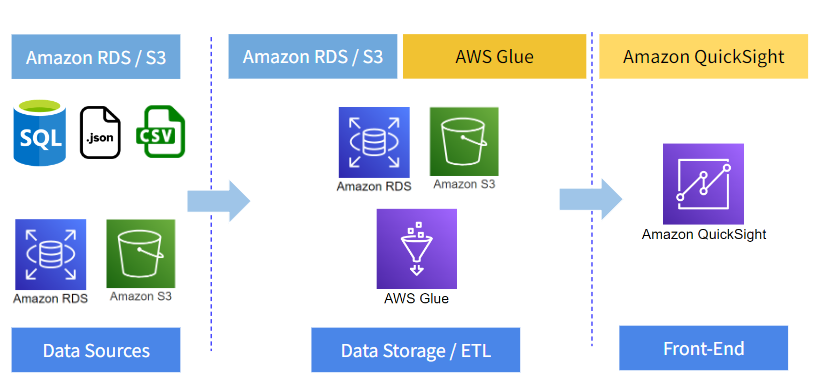 Amazon RDS / S3
Amazon RDS / S3
AWS Glue
Amazon QuickSight
SQL
.json
CSV
Amazon RDS
Amazon S3
Amazon RDS
Amazon S3
AWS Glue
Amazon QuickSight
Data Sources
Data Storage / ETL
Front-End